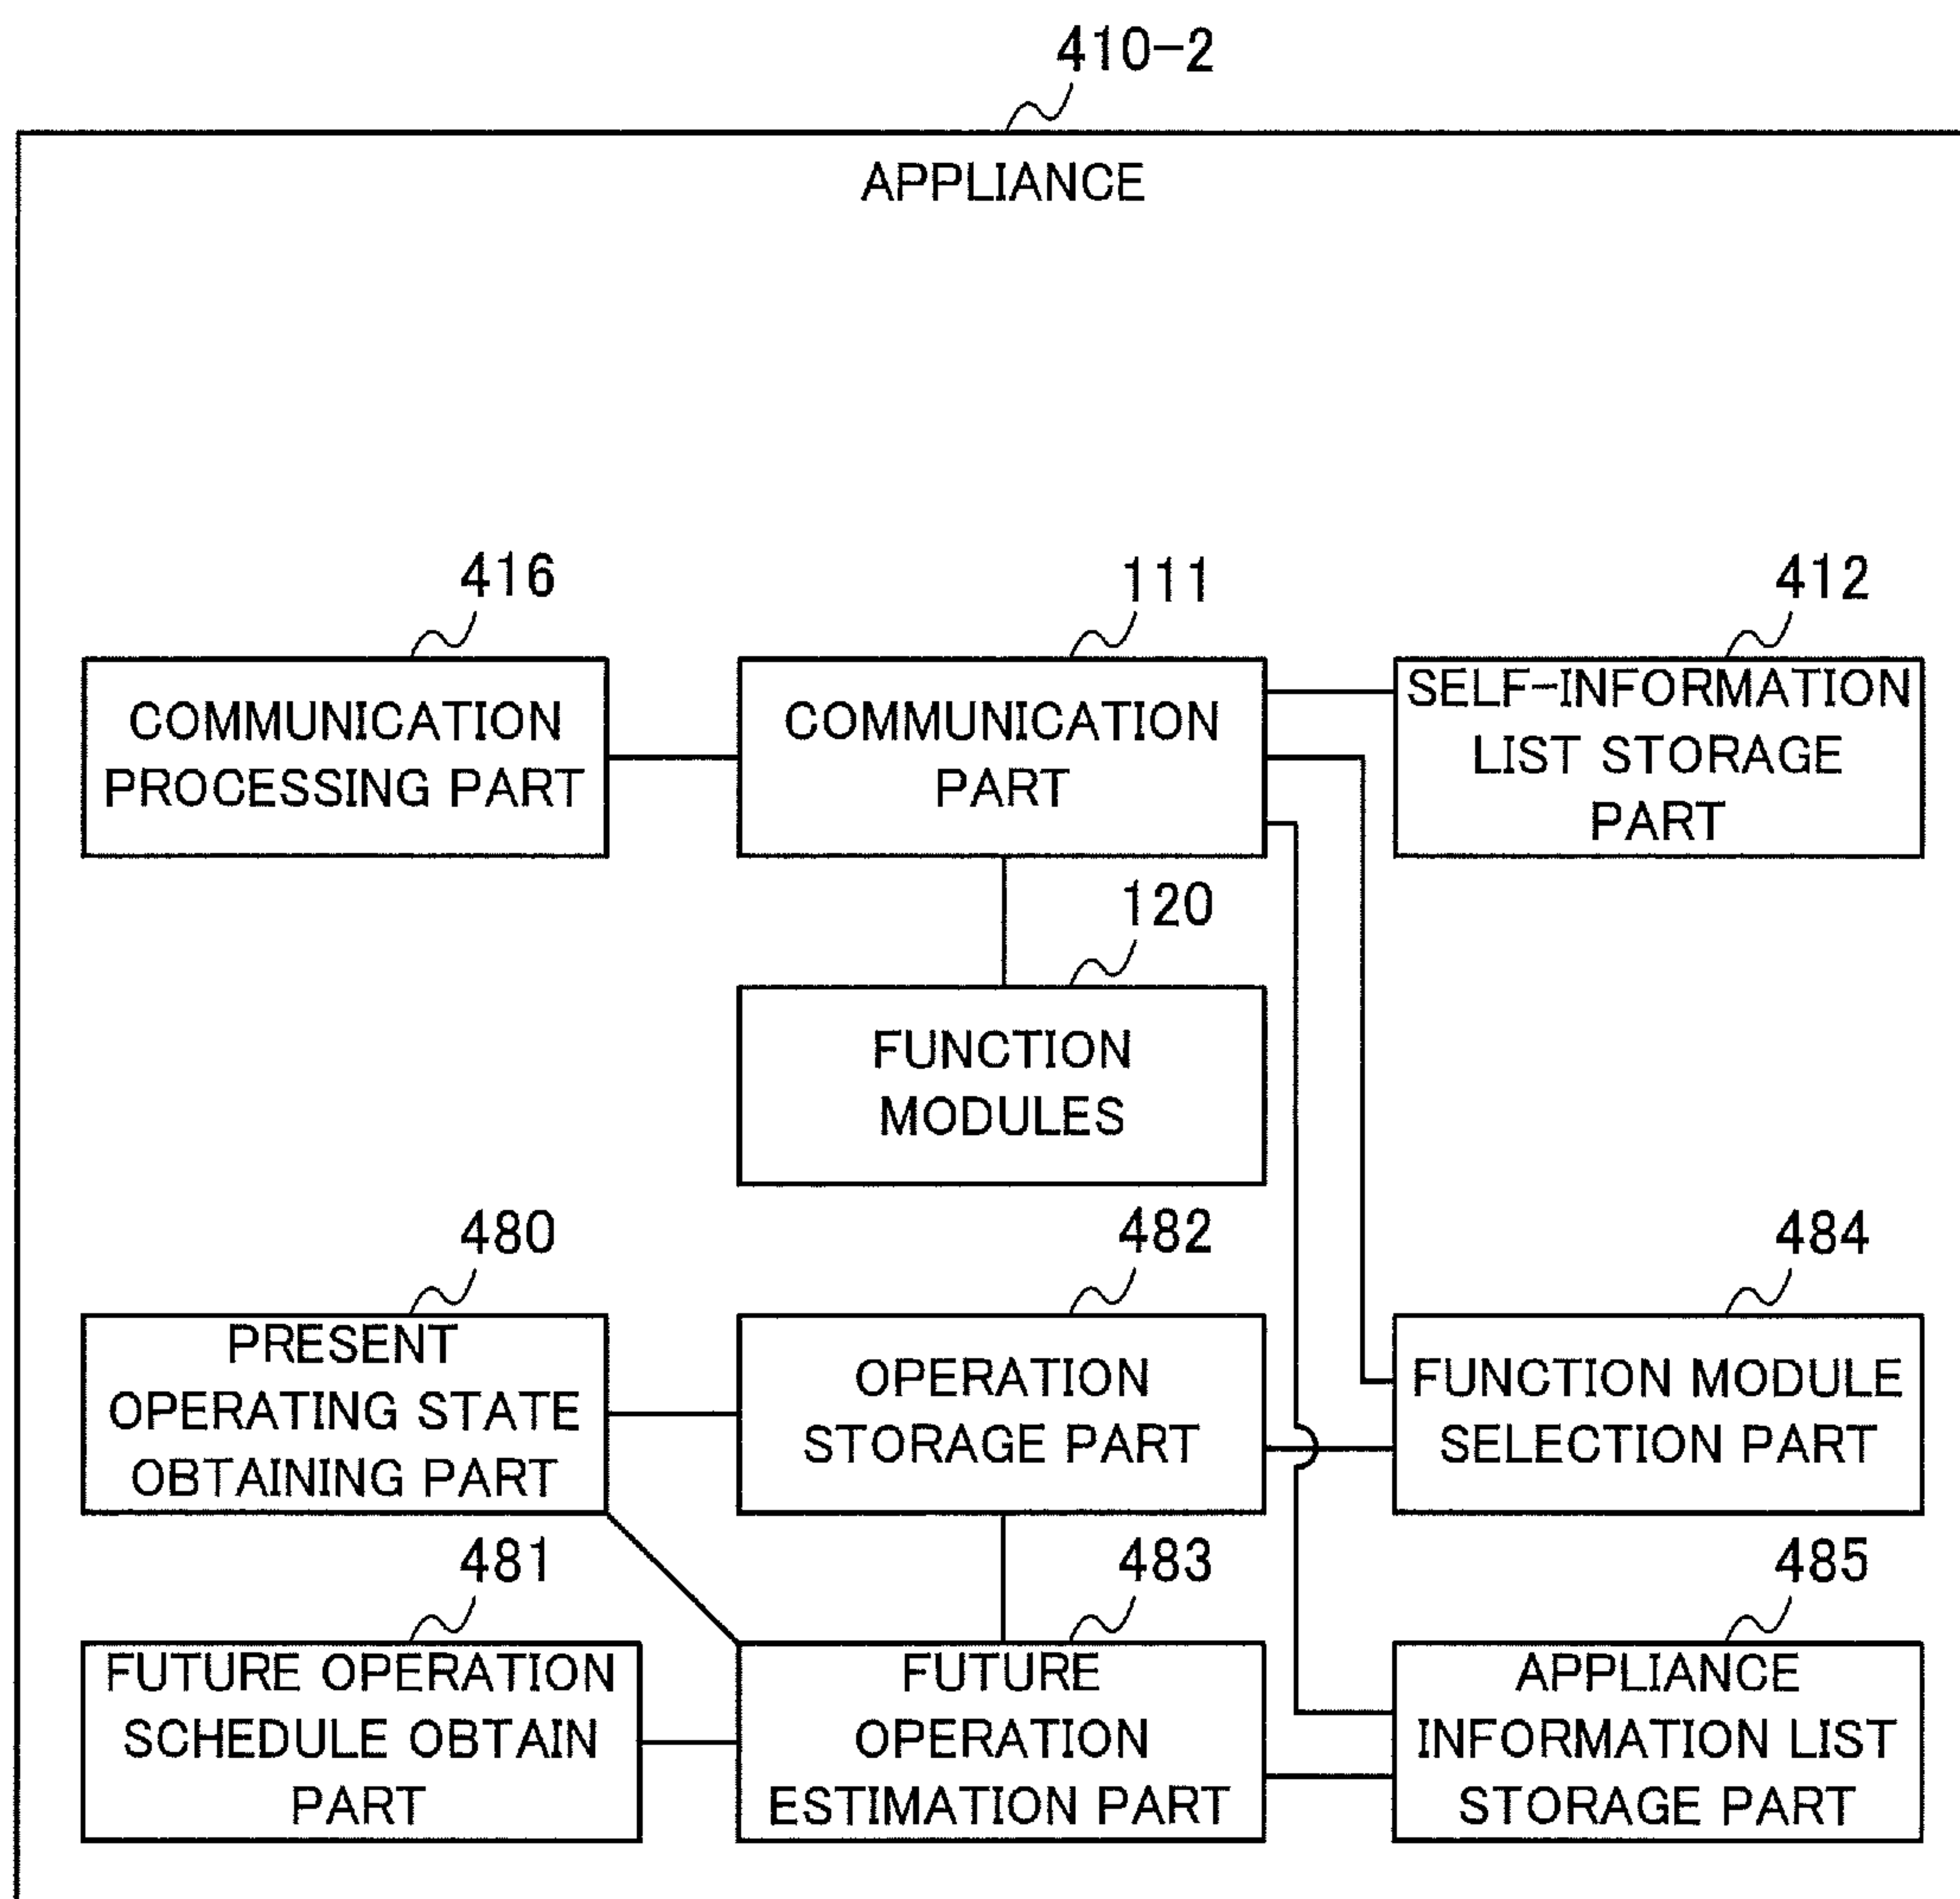 410-2
APPLIANCE
416
COMMUNICATION
PROCESSING PART
111
COMMUNICATION
PART
412
SELF-INFORMATION
LIST STORAGE
PART
120
FUNCTION
MODULES
480
PRESENT
OPERATING STATE
OBTAINING PART
482
OPERATION
STORAGE PART
484
FUNCTION MODULE
SELECTION PART
481
FUTURE OPERATION
SCHEDULE OBTAIN
PART
483
FUTURE
OPERATION
ESTIMATION PART
485
APPLIANCE
INFORMATION LIST
STORAGE PART